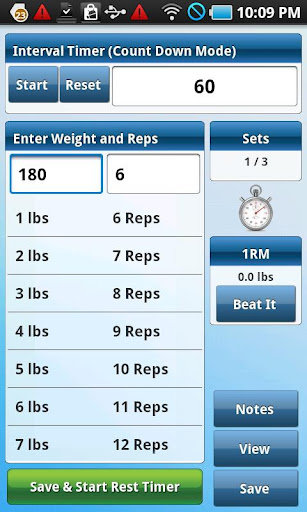 23 10:09 PM
Interval Timer (Count Down Mode)
Start Reset 60
Enter Weight and Reps
180 6
1 lbs 6 Reps
2 lbs 7 Reps
3 lbs 8 Reps
4 lbs 9 Reps
5 lbs 10 Reps
6 lbs 11 Reps
7 lbs 12 Reps
Save & Start Rest Timer
Sets
1 / 3
1RM
0.0 lbs
Beat It
Notes
View
Save